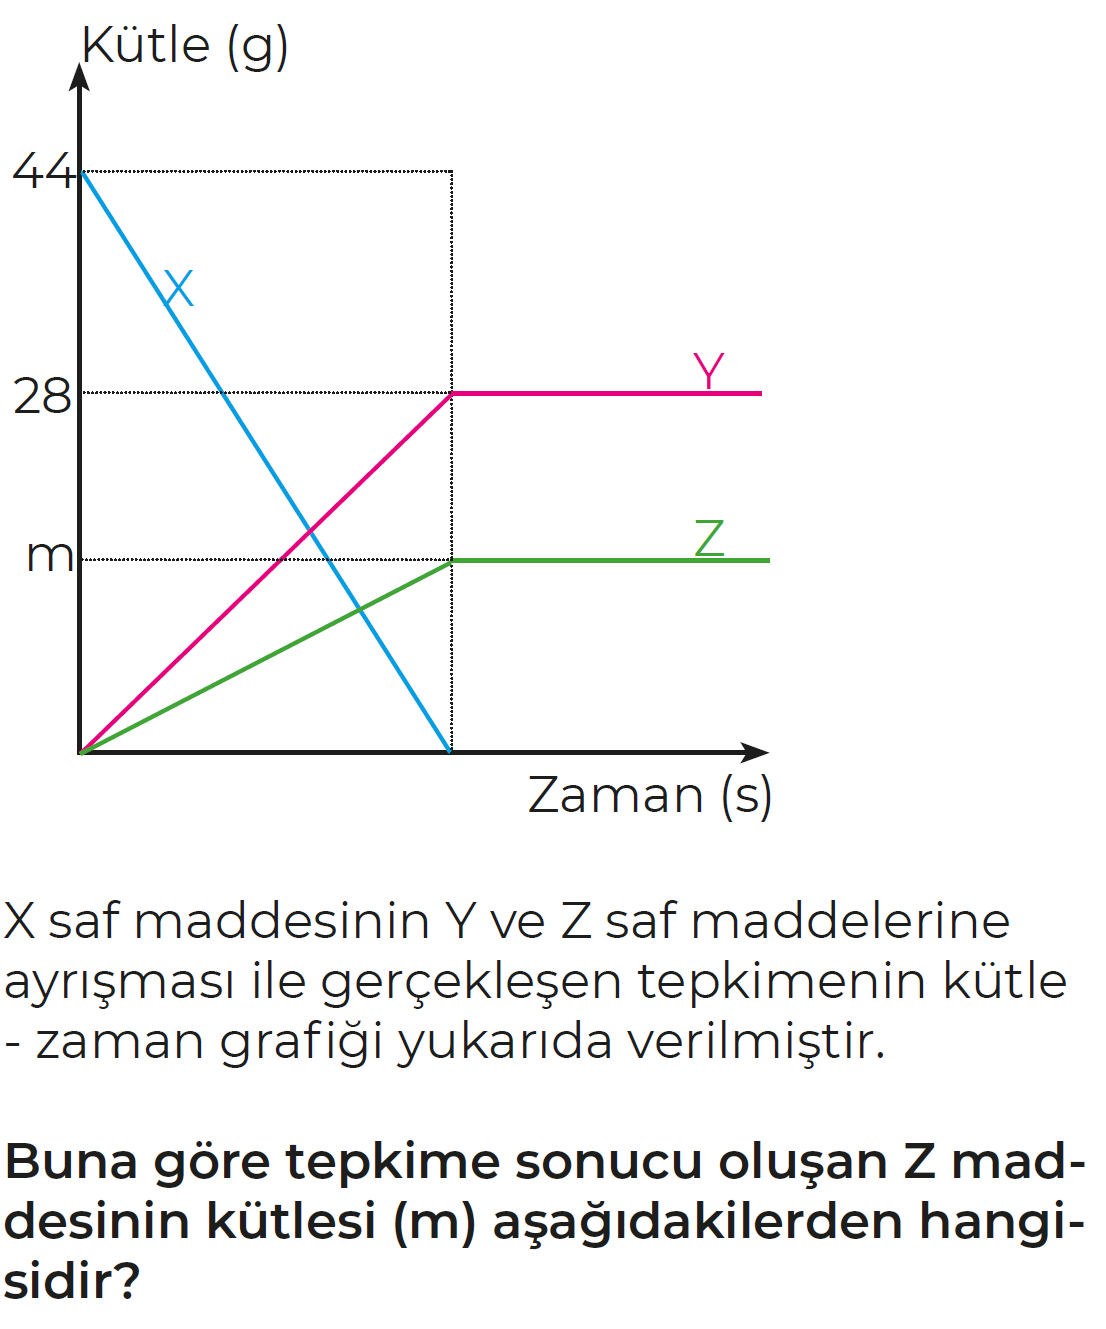 Kütle (g)
44
X
28
Y
m
Z
Zaman (s)
X saf maddesinin Y ve Z saf maddelerine
ayrışması ile gerçekleşen tepkimenin kütle
- zaman grafiği yukarıda verilmiştir.
Buna göre tepkime sonucu oluşan Z mad-
desinin kütlesi (m) aşağıdakilerden hangi-
sidir?